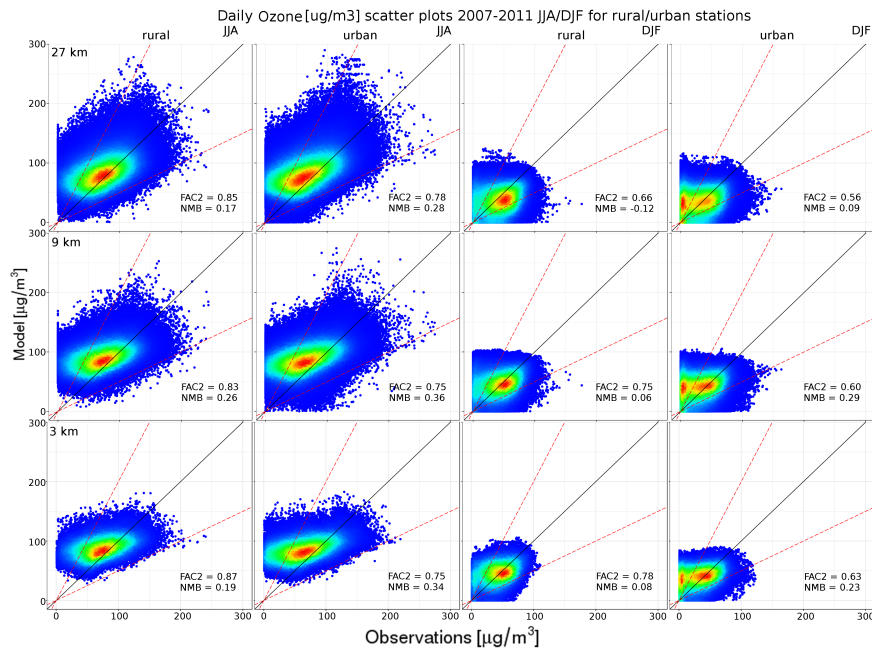 Daily Ozone[ug/m3] scatter plots 2007-2011 JJA/DJF for rural/urban stations
rural JJA urban JJA rural DJF urban DJF
300 27 km
200
100
0
FAC2 = 0.85 FAC2 = 0.78 FAC2 = 0.66 FAC2 = 0.56
NMB = 0.17 NMB = 0.28 NMB = -0.12 NMB = 0.09
300 9 km
200
100
0
Model [µg/m³]
FAC2 = 0.83 FAC2 = 0.75 FAC2 = 0.75 FAC2 = 0.60
NMB = 0.26 NMB = 0.36 NMB = 0.06 NMB = 0.29
300
3 km
200
100
0
FAC2 = 0.87 FAC2 = 0.75 FAC2 = 0.78 FAC2 = 0.63
NMB = 0.19 NMB = 0.34 NMB = 0.08 NMB = 0.23
0 100 200 300 0 100 200 300 0 100 200 300 0 100 200 300
Observations [µg/m³]